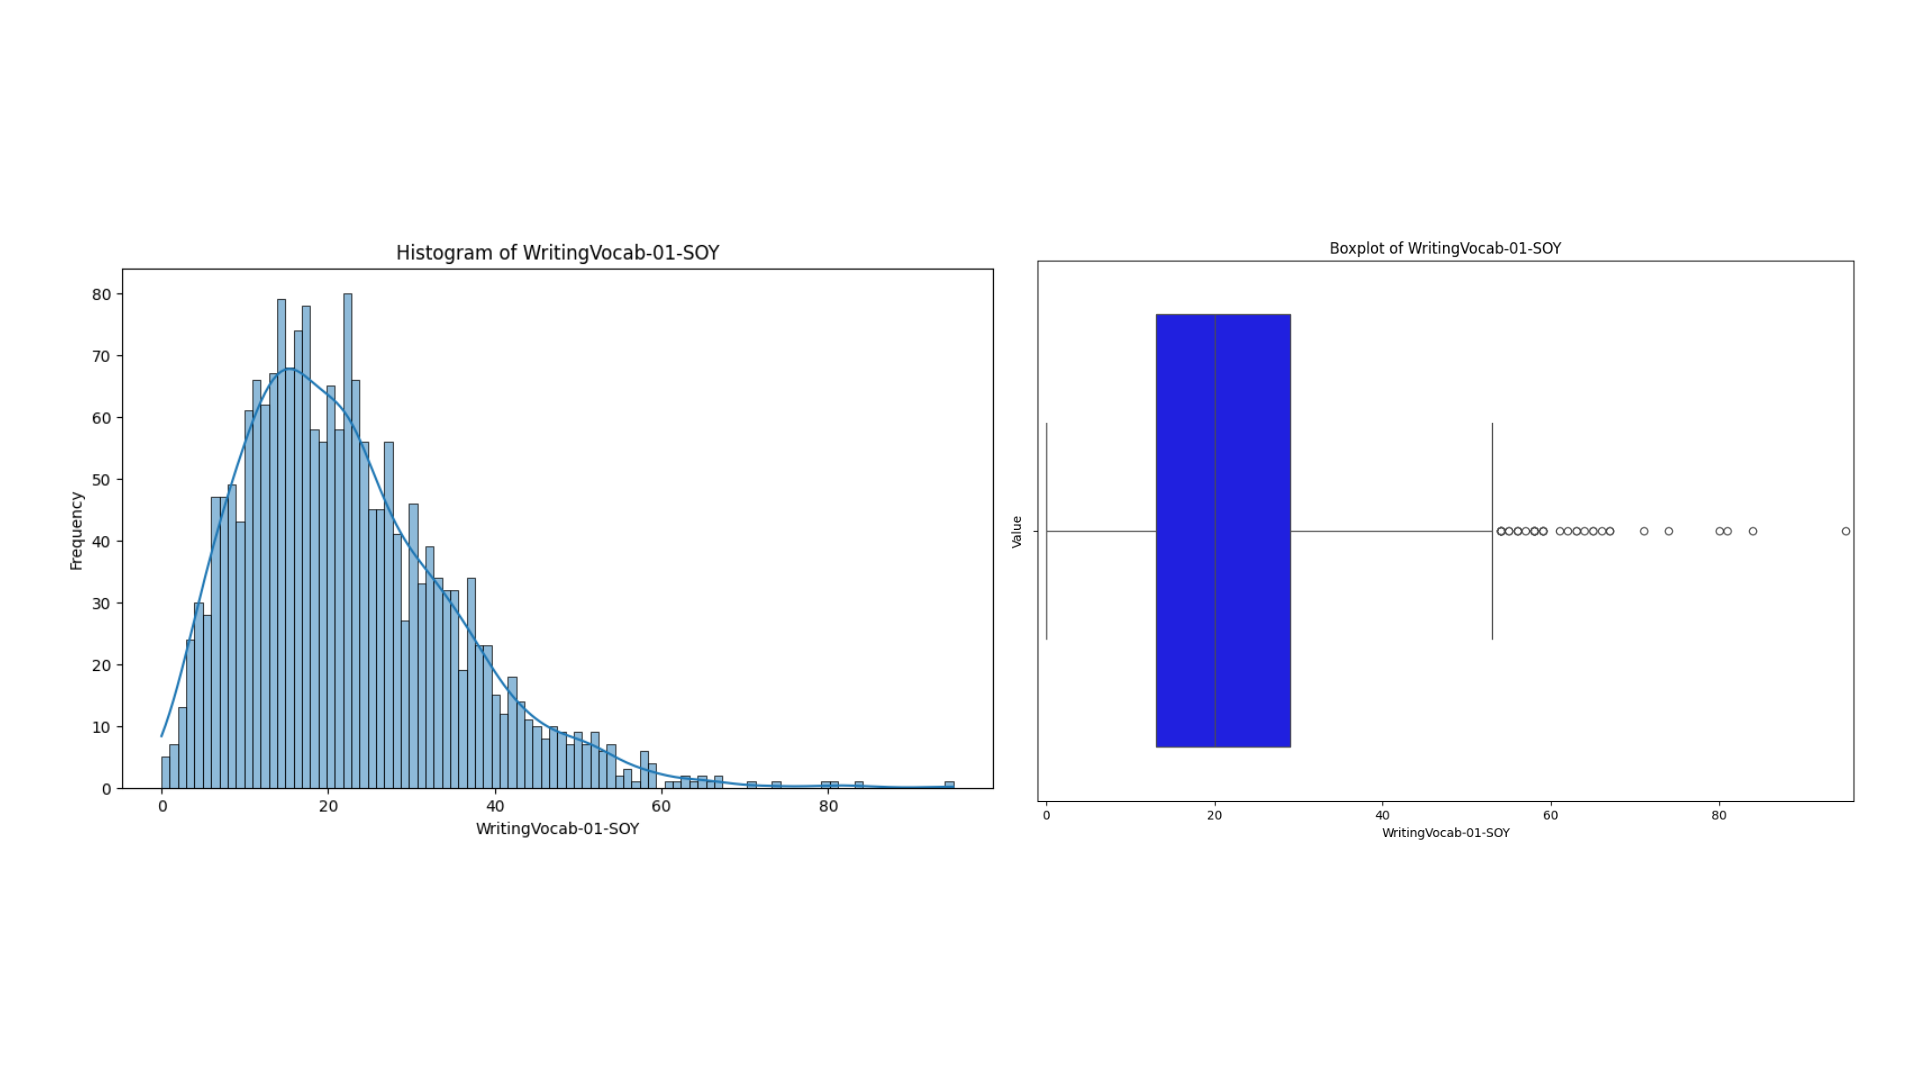 Histogram of WritingVocab-01-SOY
80
70
60
50
40
30
20
10
0
Frequency
0 20 40 60 80
WritingVocab-01-SOY
Boxplot of WritingVocab-01-SOY
Value
0 20 40 60 80
WritingVocab-01-SOY